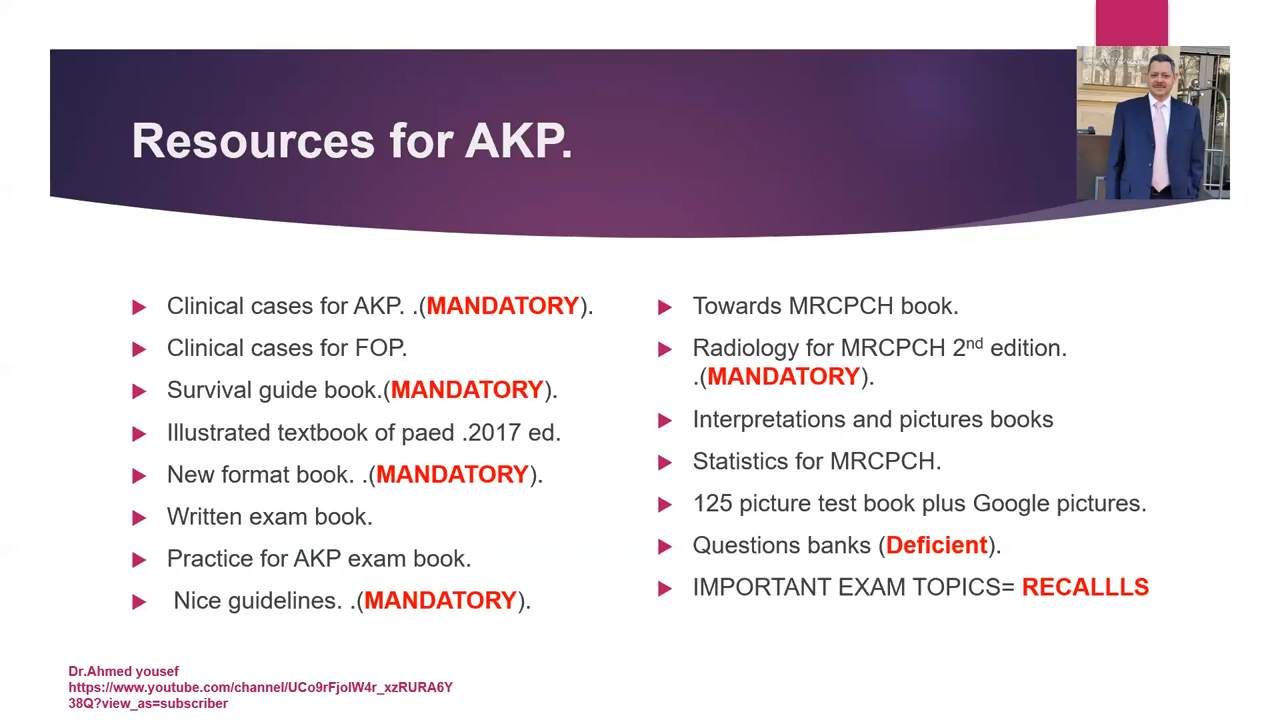 Resources for AKP.
Clinical cases for AKP. .(MANDATORY).
Clinical cases for FOP.
Survival guide book.(MANDATORY).
Illustrated textbook of paed .2017 ed.
New format book. .(MANDATORY).
Written exam book.
Practice for AKP exam book.
Nice guidelines. .(MANDATORY).
Towards MRCPCH book.
Radiology for MRCPCH 2nd edition.
.(MANDATORY).
Interpretations and pictures books
Statistics for MRCPCH.
125 picture test book plus Google pictures.
Questions banks (Deficient).
IMPORTANT EXAM TOPICS= RECALLLS
Dr.Ahmed yousef
https://www.youtube.com/channel/UCo9rFjoIW4r_xzRURA6Y
38Q?view_as=subscriber